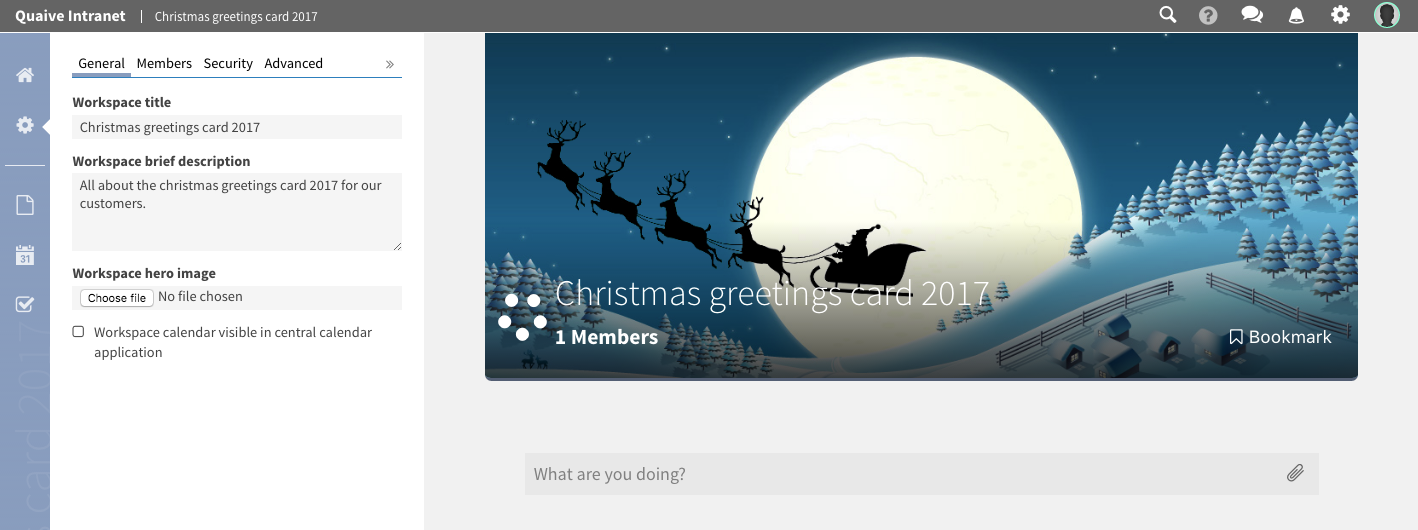 Quaive Intranet | Christmas greetings card 2017
General Members Security Advanced »
Workspace title
Christmas greetings card 2017
Workspace brief description
All about the christmas greetings card 2017 for our
customers.
Workspace hero image
Choose file No file chosen
Workspace calendar visible in central calendar
application
31
card 2017
Christmas greetings card 2017
1 Members
Bookmark
What are you doing?